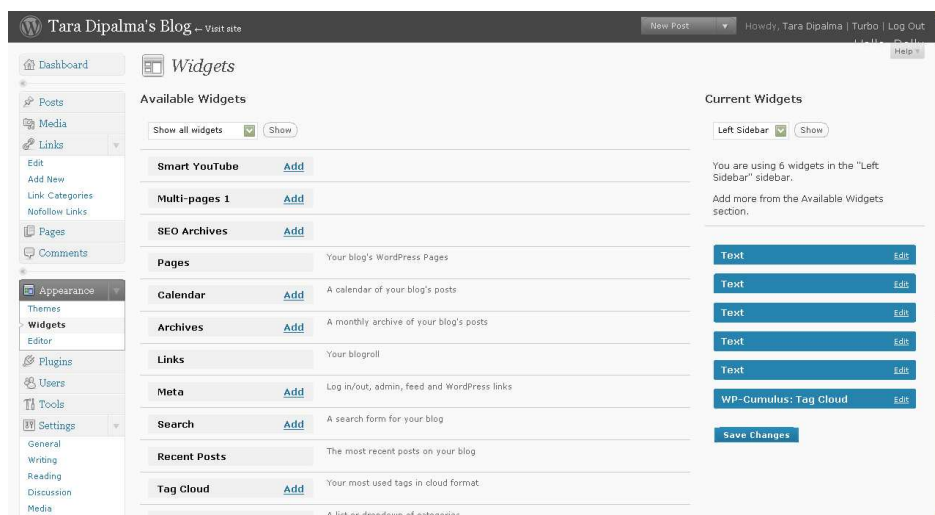 Tara Dipalma's Blog ← Visit site
New Post
Howdy, Tara Dipalma | Turbo | Log Out
Help
Dashboard
Posts
Media
Links
Edit
Add New
Link Categories
Nofollow Links
Pages
Comments
Appearance
Themes
Widgets
Editor
Plugins
Users
Tools
Settings
General
Writing
Reading
Discussion
Media
Widgets
Available Widgets
Show all widgets Show
Smart YouTube Add
Multi-pages 1 Add
SEO Archives Add
Pages Your blog's WordPress Pages
Calendar Add A calendar of your blog's posts
Archives Add A monthly archive of your blog's posts
Links Your blogroll
Meta Add Log in/out, admin, feed and WordPress links
Search Add A search form for your blog
Recent Posts The most recent posts on your blog
Tag Cloud Add Your most used tags in cloud format
A list or dropdown of categories
Current Widgets
Left Sidebar Show
You are using 6 widgets in the "Left
Sidebar" sidebar.
Add more from the Available Widgets
section.
Text Edit
Text Edit
Text Edit
Text Edit
Text Edit
WP-Cumulus: Tag Cloud Edit
Save Changes